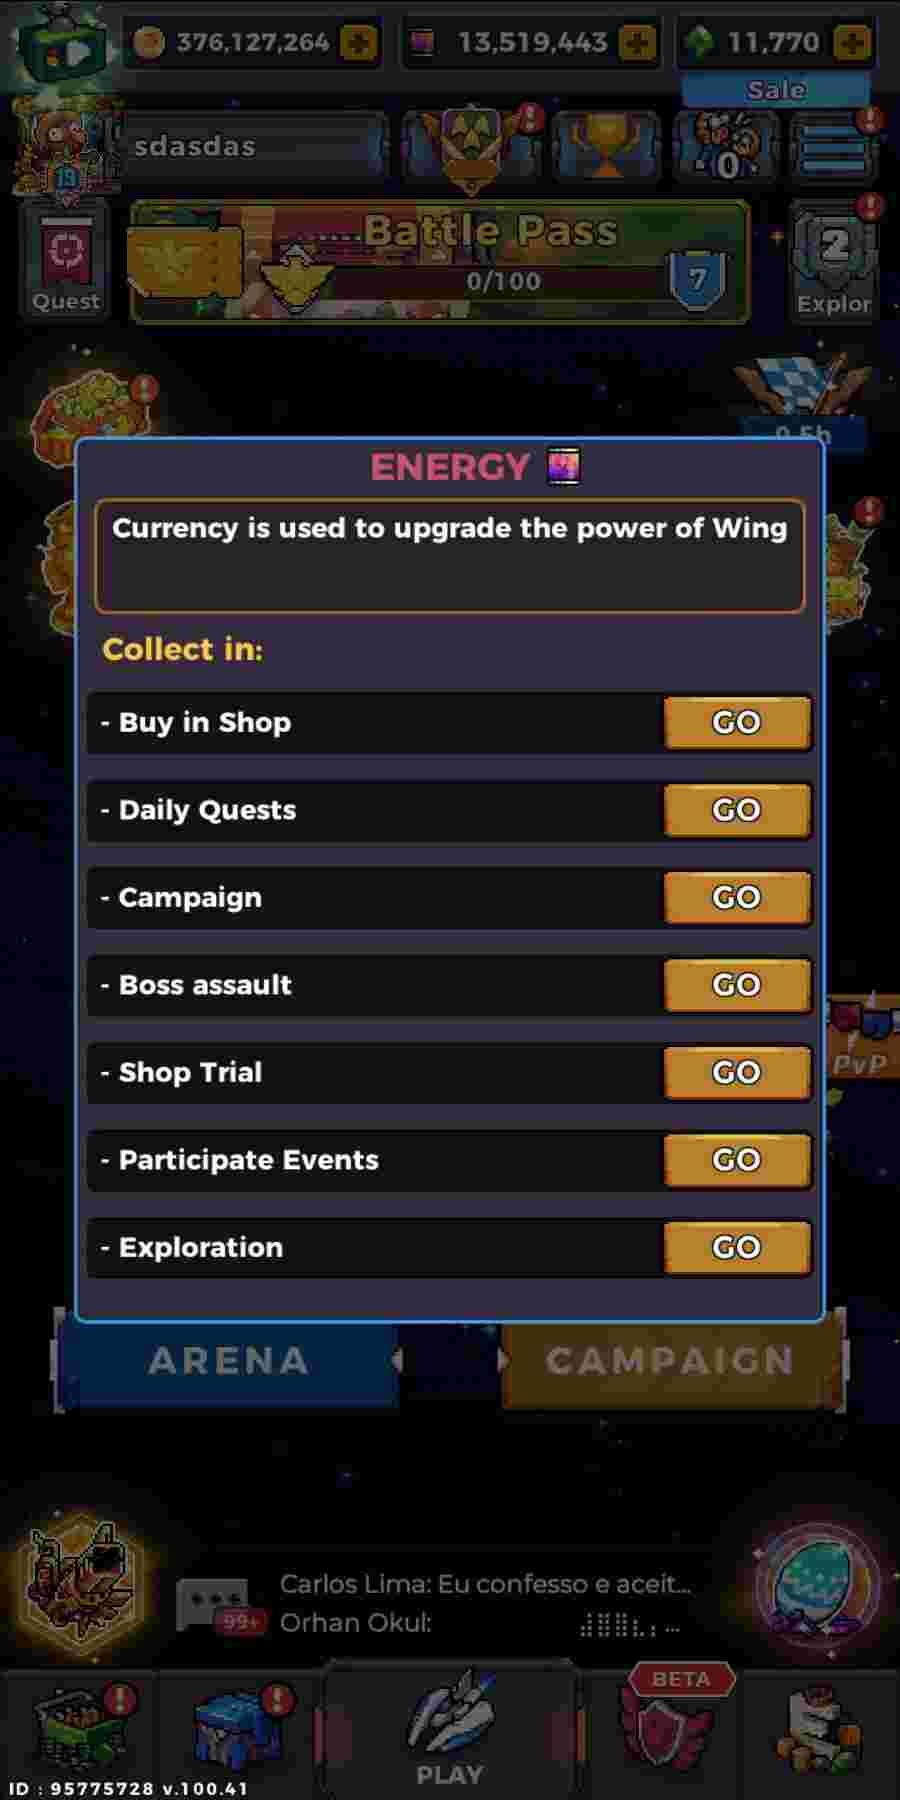 376,127,264
13,519,443
11,770
Sale
sdasdas
0
19
Battle Pass
0/100
7
2
Quest
Explor
9.5h
ENERGY
Currency is used to upgrade the power of Wing
Collect in:
- Buy in Shop
GO
- Daily Quests
GO
- Campaign
GO
- Boss assault
GO
- Shop Trial
GO
- Participate Events
GO
- Exploration
GO
PvP
ARENA
CAMPAIGN
Carlos Lima: Eu confesso e aceit...
99+
Orhan Okul:
BETA
PLAY
ID : 95775728 v.100.41